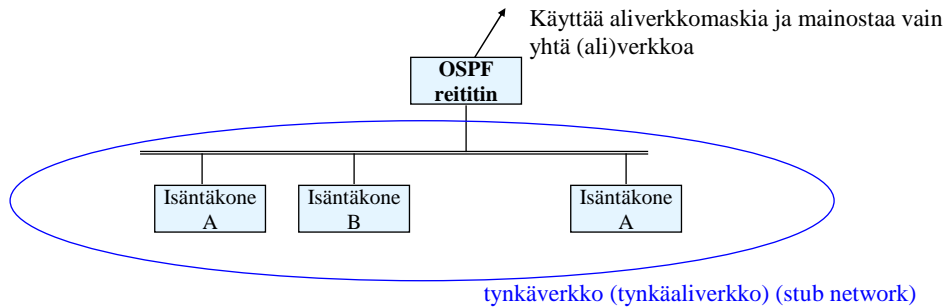 Käyttää aliverkkomaskia ja mainostaa vain
yhtä (ali)verkkoa
OSPF
reititin
Isäntäkone
A
Isäntäkone
B
Isäntäkone
A
tynkäverkko (tynkäaliverkko) (stub network)